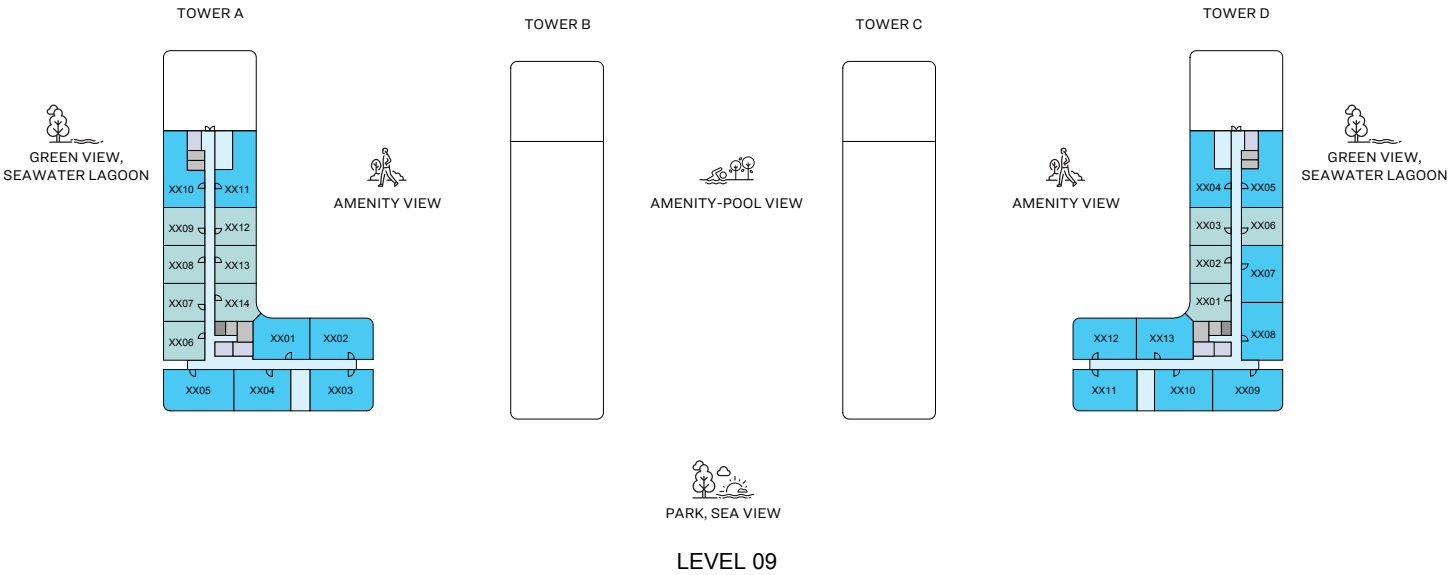 TOWER A
TOWER B
TOWER C
TOWER D
GREEN VIEW,
SEAWATER LAGOON
AMENITY VIEW
AMENITY-POOL VIEW
AMENITY VIEW
GREEN VIEW,
SEAWATER LAGOON
XX10
XX11
XX09
XX12
XX08
XX13
XX07
XX14
XX06
XX01
XX02
XX05
XX04
XX03
XX04
XX05
XX03
XX06
XX02
XX07
XX01
XX12
XX13
XX08
XX11
XX10
XX09
PARK, SEA VIEW
LEVEL 09